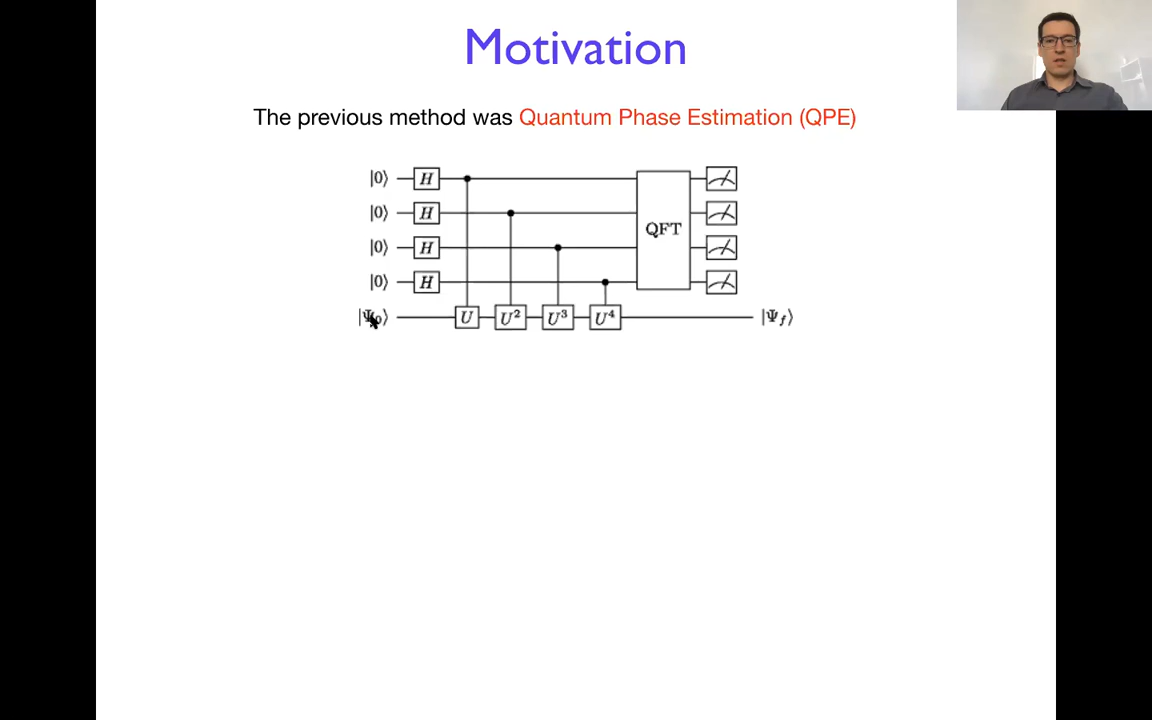 Motivation
The previous method was Quantum Phase Estimation (QPE)
|0⟩ H
|0⟩ H
QFT
|0⟩ H
|0⟩ H
U U² U³ U⁴ |Ψf⟩